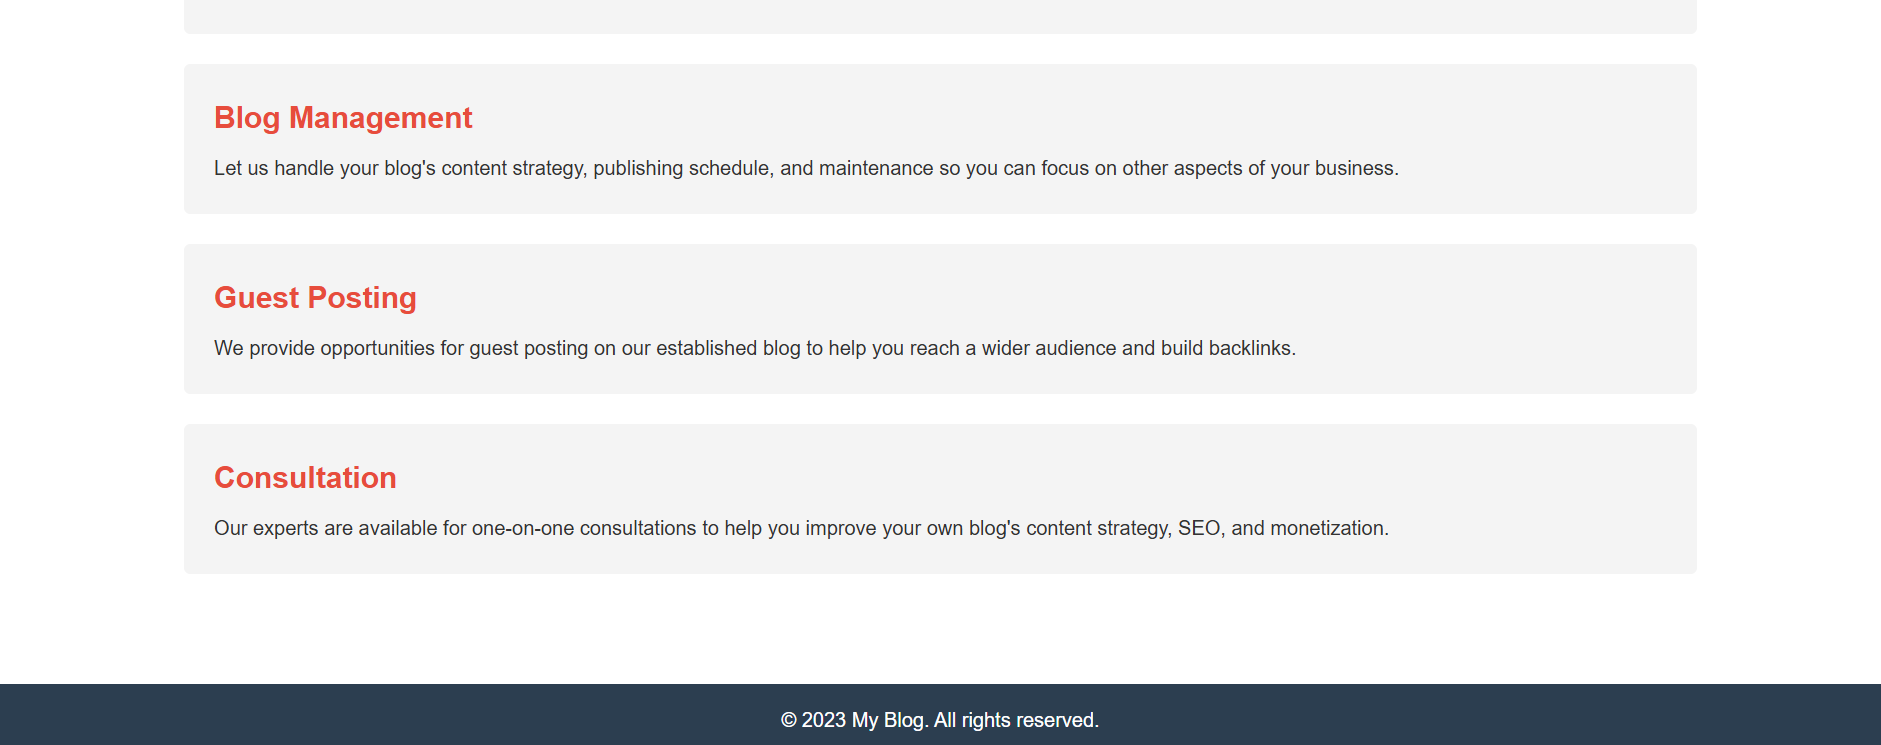 Blog Management
Let us handle your blog's content strategy, publishing schedule, and maintenance so you can focus on other aspects of your business.
Guest Posting
We provide opportunities for guest posting on our established blog to help you reach a wider audience and build backlinks.
Consultation
Our experts are available for one-on-one consultations to help you improve your own blog's content strategy, SEO, and monetization.
© 2023 My Blog. All rights reserved.